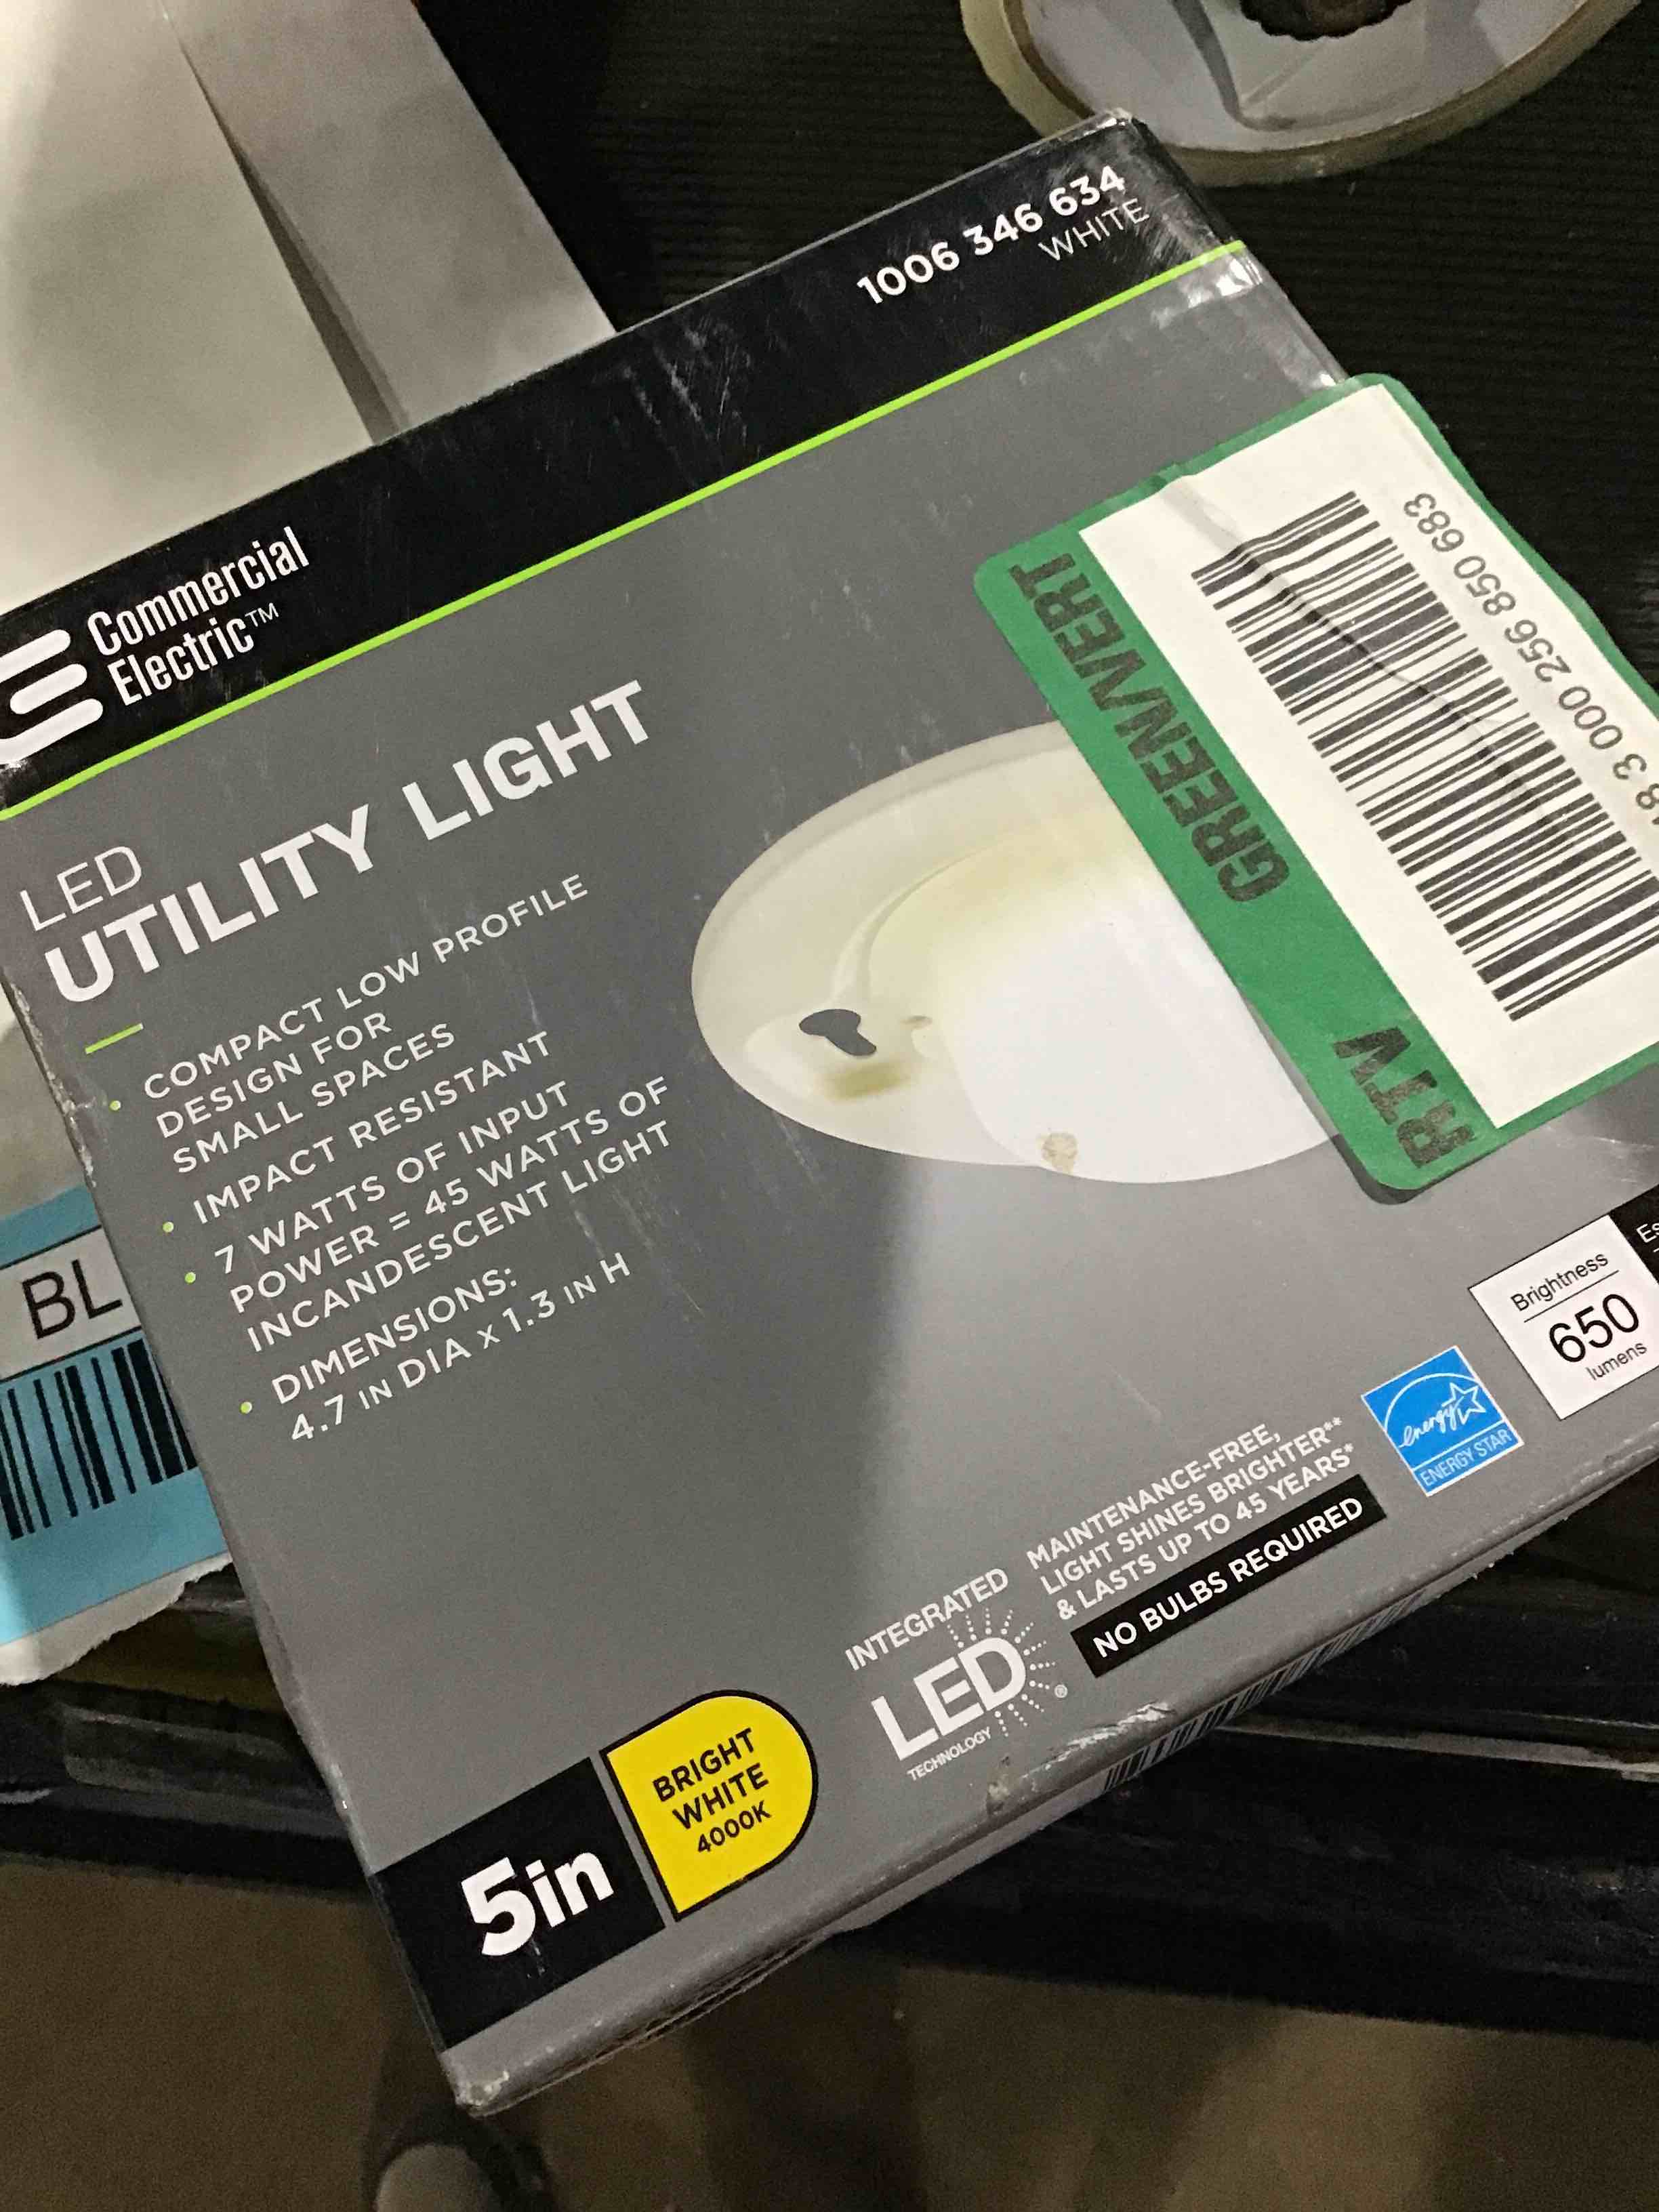 1006 346 634
WHITE
Commercial
Electric™
LED
UTILITY LIGHT
• COMPACT LOW PROFILE
DESIGN FOR
SMALL SPACES
• IMPACT RESISTANT
• 7 WATTS OF INPUT
POWER = 45 WATTS OF
INCANDESCENT LIGHT
• DIMENSIONS:
4.7 IN DIA x 1.3 IN H
RTV GREEN/VERT
8 3 000 256 850 683
BL
Brightness
650
lumens
energy
ENERGY STAR
INTEGRATED
LED®
TECHNOLOGY
MAINTENANCE-FREE,
LIGHT SHINES BRIGHTER**
& LASTS UP TO 45 YEARS*
NO BULBS REQUIRED
5in
BRIGHT
WHITE
4000K